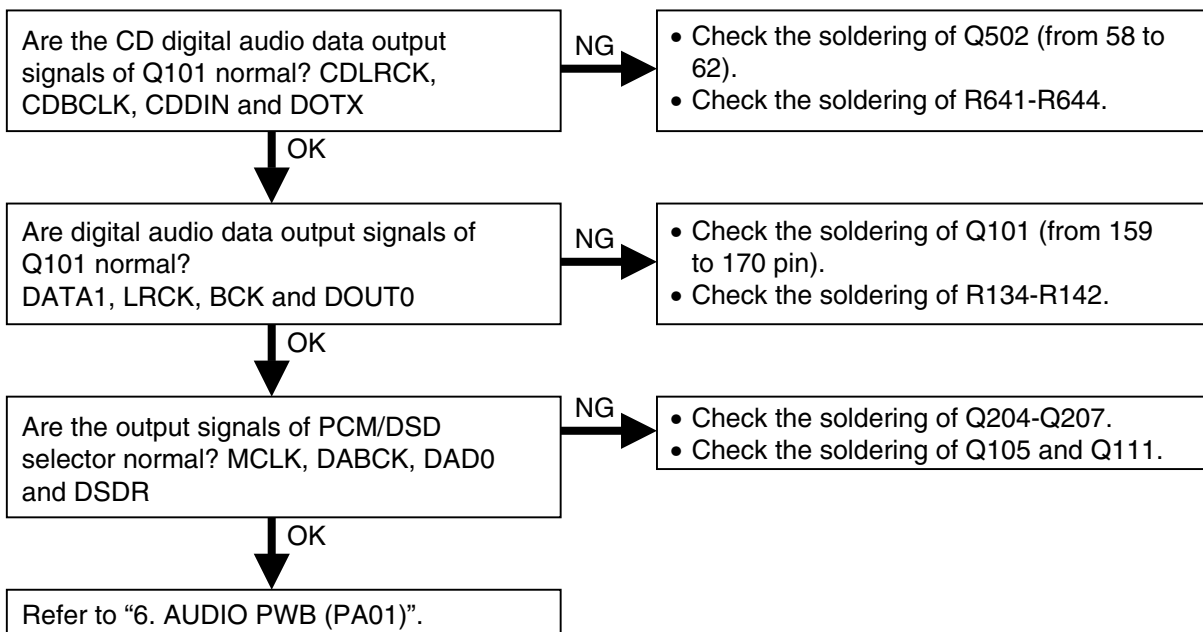 Are the CD digital audio data output
signals of Q101 normal? CDLRCK,
CDBCLK, CDDIN and DOTX
NG
• Check the soldering of Q502 (from 58 to
62).
• Check the soldering of R641-R644.
OK
Are digital audio data output signals of
Q101 normal?
DATA1, LRCK, BCK and DOUT0
NG
• Check the soldering of Q101 (from 159
to 170 pin).
• Check the soldering of R134-R142.
OK
Are the output signals of PCM/DSD
selector normal? MCLK, DABCK, DAD0
and DSDR
NG
• Check the soldering of Q204-Q207.
• Check the soldering of Q105 and Q111.
OK
Refer to “6. AUDIO PWB (PA01)”.